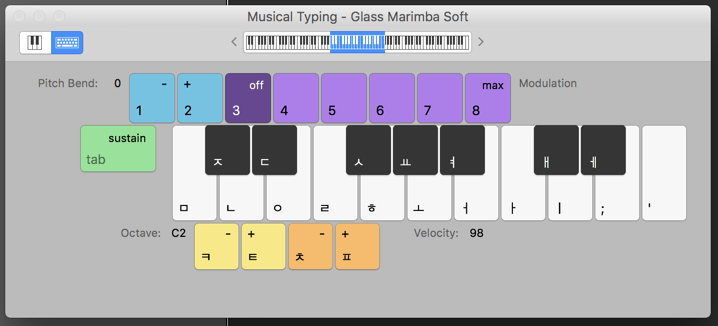 Musical Typing - Glass Marimba Soft
Pitch Bend: 0 - + off max Modulation
1 2 3 4 5 6 7 8
sustain
tab
ㅈ ㄷ ㅅ ㅛ ㅕ ㅐ ㅔ
ㅁ ㄴ ㅇ ㄹ ㅎ ㅗ ㅓ ㅏ ㅣ ; '
Octave: C2 - + - + Velocity: 98
ㅋ ㅌ ㅊ ㅍ